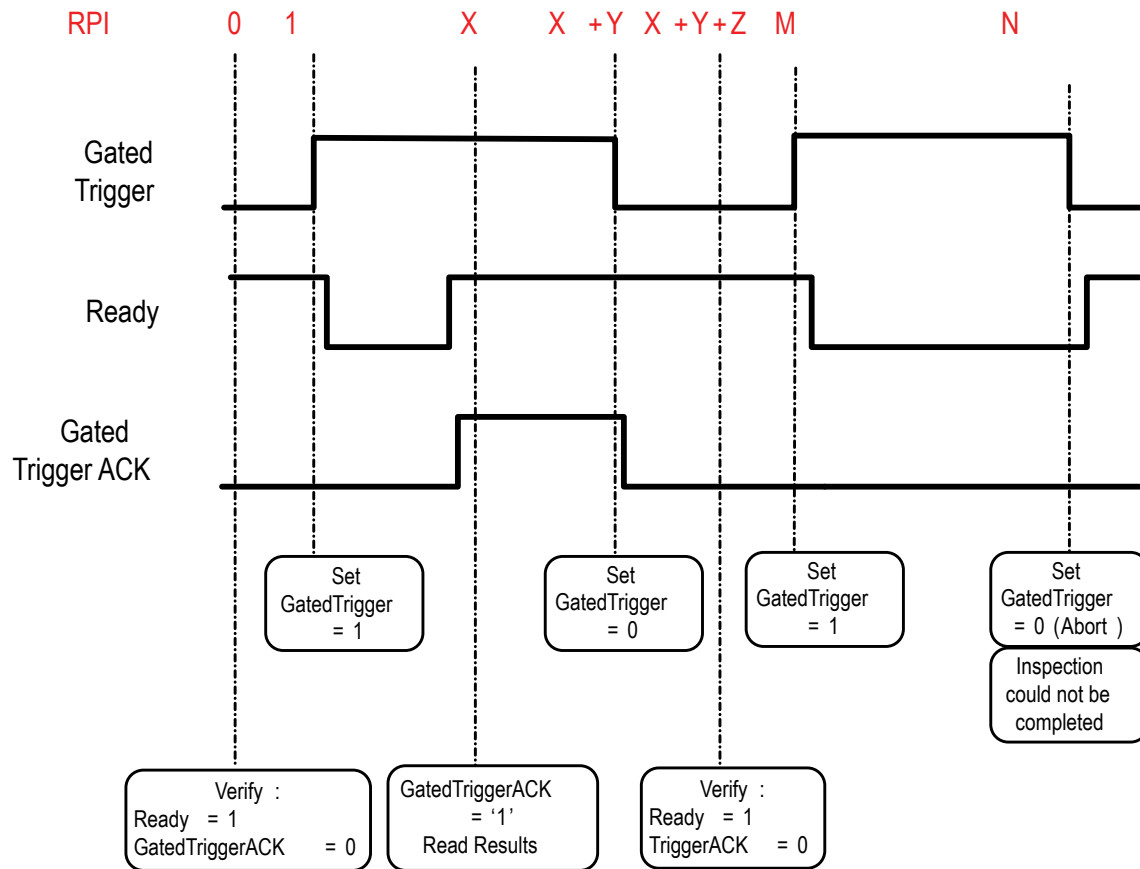 RPI 0 1 X X +Y X +Y+Z M N
Gated
Trigger
Ready
Gated
Trigger ACK
Set
GatedTrigger
= 1
Set
GatedTrigger
= 0
Set
GatedTrigger
= 1
Set
GatedTrigger
= 0 (Abort )
Inspection
could not be
completed
Verify :
Ready = 1
GatedTriggerACK = 0
GatedTriggerACK
= ‘1’
Read Results
Verify :
Ready = 1
TriggerACK = 0